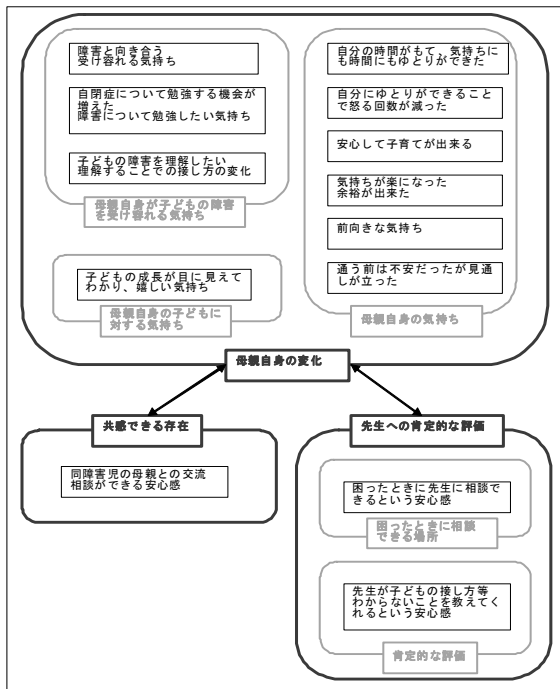 障害と向き合う
受け容れる気持ち
自閉症について勉強する機会が
増えた
障害について勉強したい気持ち
子どもの障害を理解したい
理解することでの接し方の変化
母親自身が子どもの障害
を受け容れる気持ち
子どもの成長が目に見えて
わかり、嬉しい気持ち
母親自身の子どもに
対する気持ち
自分の時間がもて、気持ちに
も時間にもゆとりができた
自分にゆとりができること
で怒る回数が減った
安心して子育てが出来る
気持ちが楽になった
余裕が出来た
前向きな気持ち
通う前は不安だったが見通
しが立った
母親自身の気持ち
母親自身の変化
共感できる存在
同障害児の母親との交流
相談ができる安心感
先生への肯定的な評価
困ったときに先生に相談で
きるという安心感
困ったときに相談
できる場所
先生が子どもの接し方等
わからないことを教えてく
れるという安心感
肯定的な評価